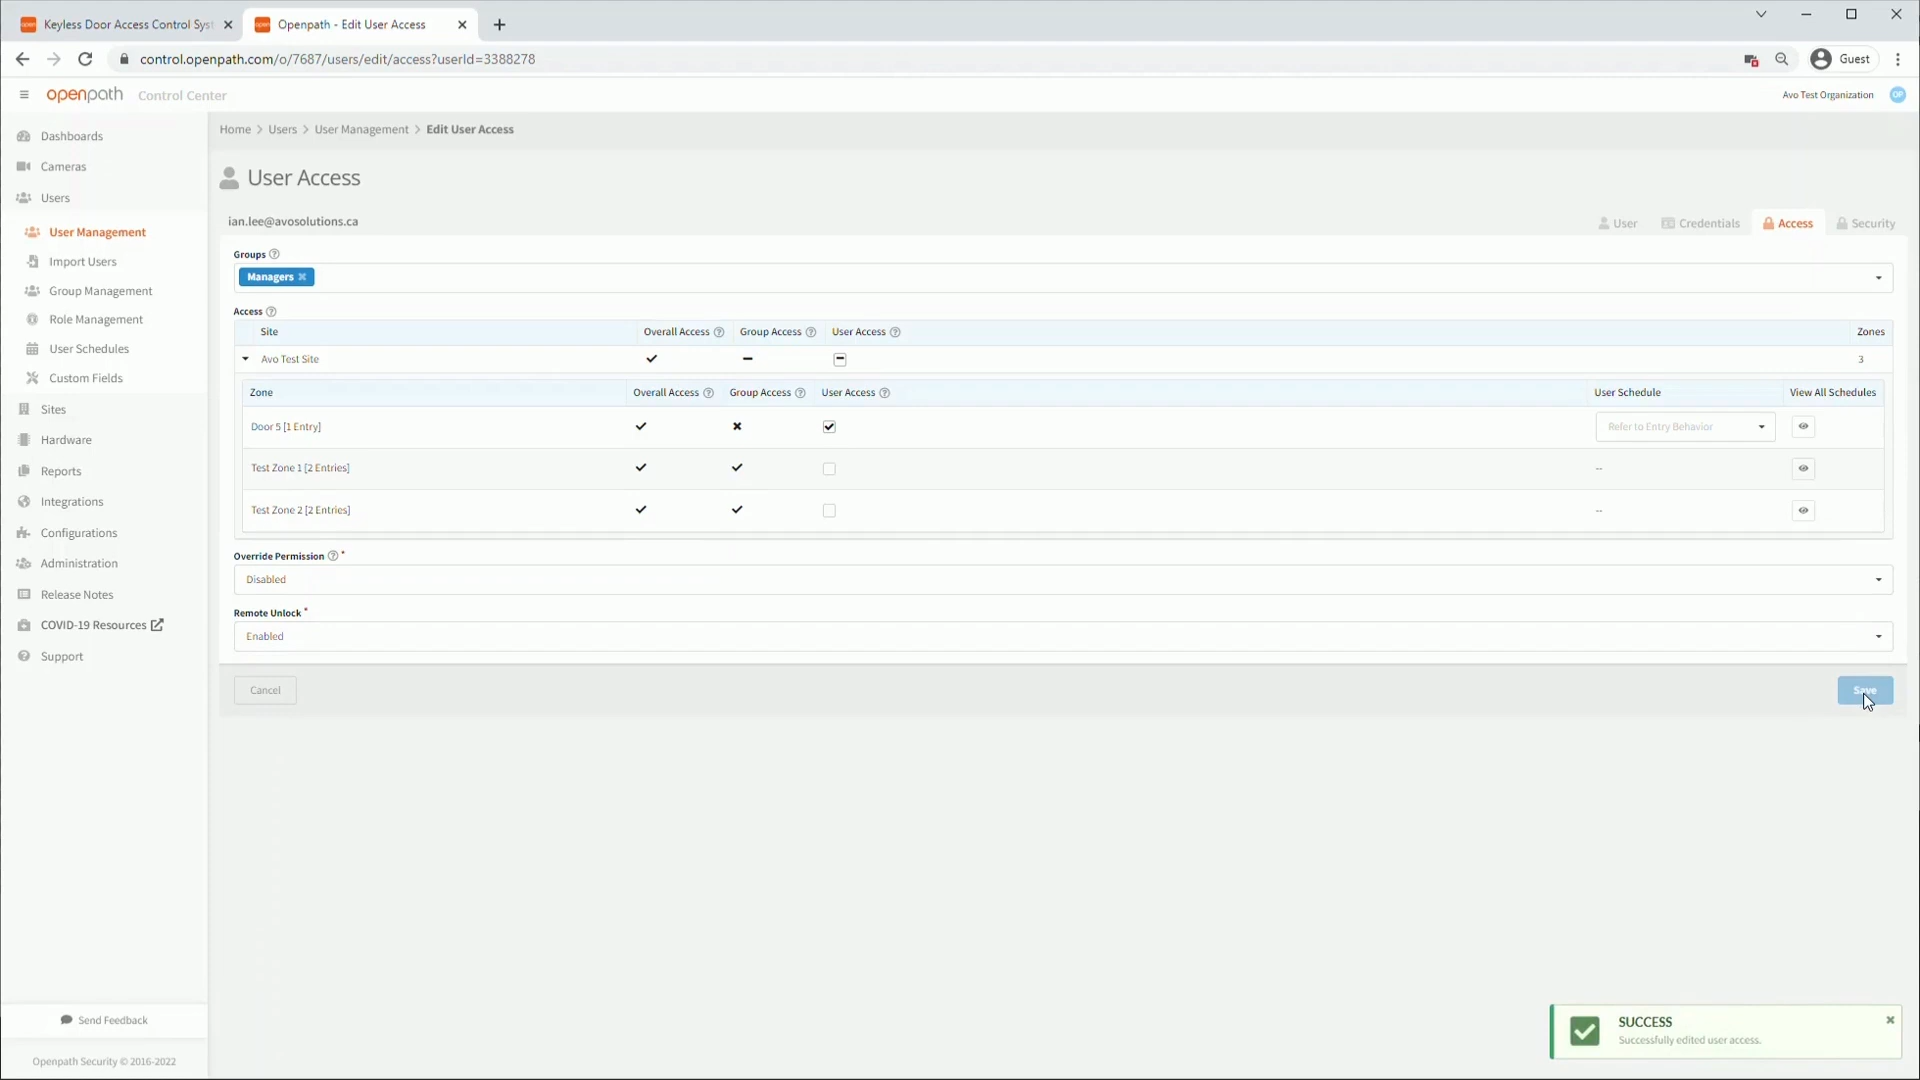 Keyless Door Access Control Sys
Openpath - Edit User Access
control.openpath.com/o/7687/users/edit/access?userId=3388278
Guest
openpath Control Center
Avo Test Organization
OP
Dashboards
Cameras
Users
User Management
Import Users
Group Management
Role Management
User Schedules
Custom Fields
Sites
Hardware
Reports
Integrations
Configurations
Administration
Release Notes
COVID-19 Resources
Support
Send Feedback
Openpath Security © 2016-2022
Home > Users > User Management > Edit User Access
User Access
ian.lee@avosolutions.ca
User Credentials Access Security
Groups
Managers
Access
Site Overall Access Group Access User Access Zones
Avo Test Site 3
Zone Overall Access Group Access User Access User Schedule View All Schedules
Door 5 [1 Entry] Refer to Entry Behavior
Test Zone 1 [2 Entries] --
Test Zone 2 [2 Entries] --
Override Permission *
Disabled
Remote Unlock *
Enabled
Cancel Save
SUCCESS
Successfully edited user access.